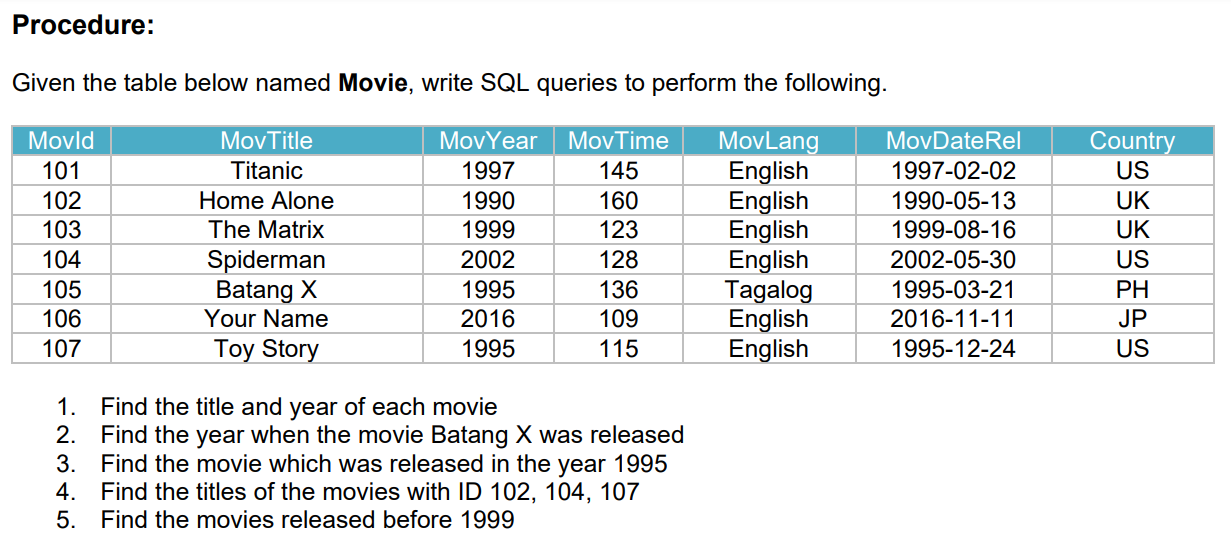 Procedure:
Given the table below named Movie, write SQL queries to perform the following.
MovId MovTitle MovYear MovTime MovLang MovDateRel Country
101 Titanic 1997 145 English 1997-02-02 US
102 Home Alone 1990 160 English 1990-05-13 UK
103 The Matrix 1999 123 English 1999-08-16 UK
104 Spiderman 2002 128 English 2002-05-30 US
105 Batang X 1995 136 Tagalog 1995-03-21 PH
106 Your Name 2016 109 English 2016-11-11 JP
107 Toy Story 1995 115 English 1995-12-24 US
1. Find the title and year of each movie
2. Find the year when the movie Batang X was released
3. Find the movie which was released in the year 1995
4. Find the titles of the movies with ID 102, 104, 107
5. Find the movies released before 1999